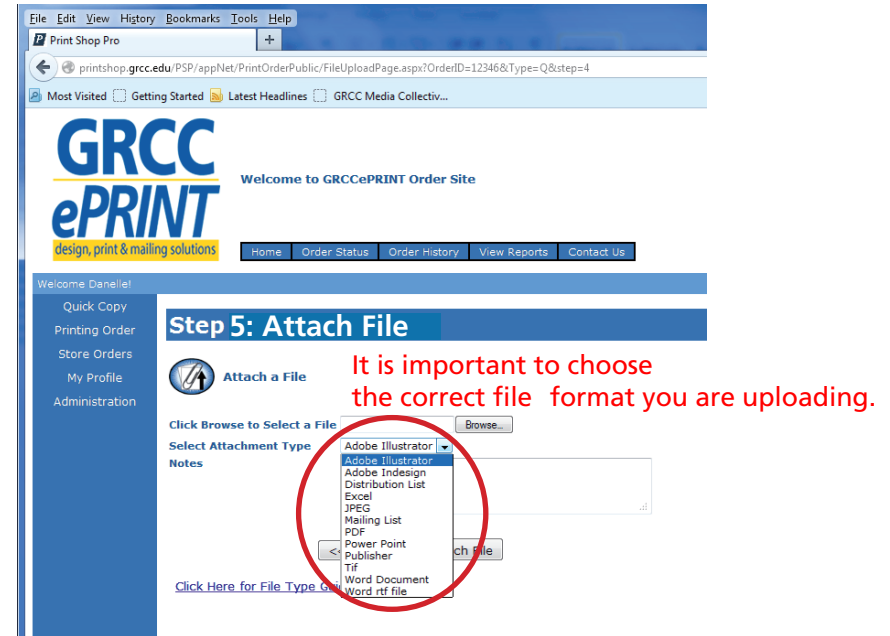 File Edit View History Bookmarks Tools Help
Print Shop Pro +
printshop.grcc.edu/PSP/appNet/PrintOrderPublic/FileUploadPage.aspx?OrderID=12346&Type=Q&step=4
Most Visited Getting Started Latest Headlines GRCC Media Collectiv...
GRCC
ePRINT
design, print & mailing solutions
Welcome to GRCCePRINT Order Site
Home Order Status Order History View Reports Contact Us
Welcome Danelle!
Quick Copy
Printing Order
Store Orders
My Profile
Administration
Step 5: Attach File
Attach a File
It is important to choose
the correct file format you are uploading.
Click Browse to Select a File Browse...
Select Attachment Type Adobe Illustrator
Notes
Adobe Illustrator
Adobe Indesign
Distribution List
Excel
JPEG
Mailing List
PDF
Power Point
Publisher
Tif
Word Document
Word rtf file
<< ch File
Click Here for File Type